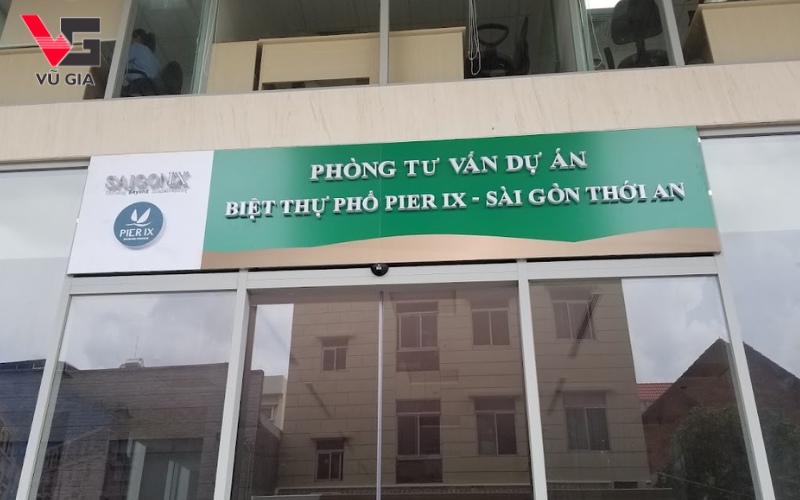 VG
VŨ GIA
PHÒNG TƯ VẤN DỰ ÁN
SAIGONIX
BIỆT THỰ PHỐ PIER IX - SÀI GÒN THỚI AN
PIER IX